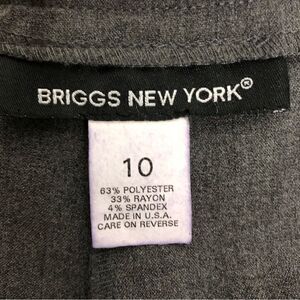 BRIGGS NEW YORK®
10
63% POLYESTER
33% RAYON
4% SPANDEX
MADE IN U.S.A.
CARE ON REVERSE